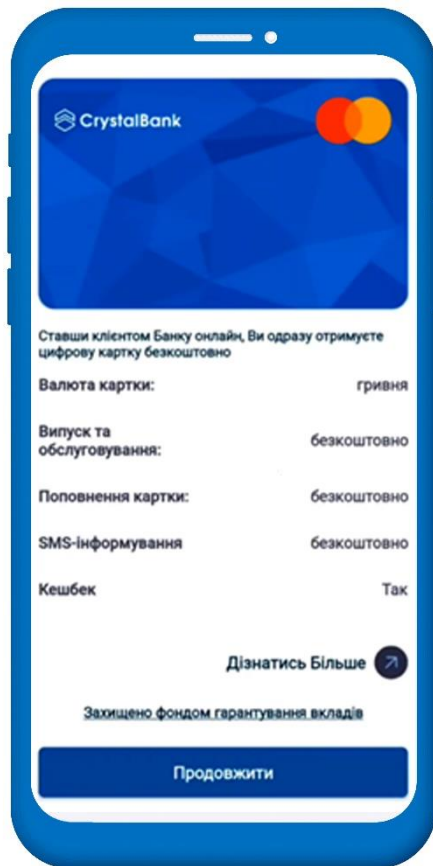 CrystalBank
Ставши клієнтом Банку онлайн, Ви одразу отримуєте
цифрову картку безкоштовно
Валюта картки: гривня
Випуск та
обслуговування: безкоштовно
Поповнення картки: безкоштовно
SMS-інформування безкоштовно
Кешбек Так
Дізнатись Більше
Захищено фондом гарантування вкладів
Продовжити